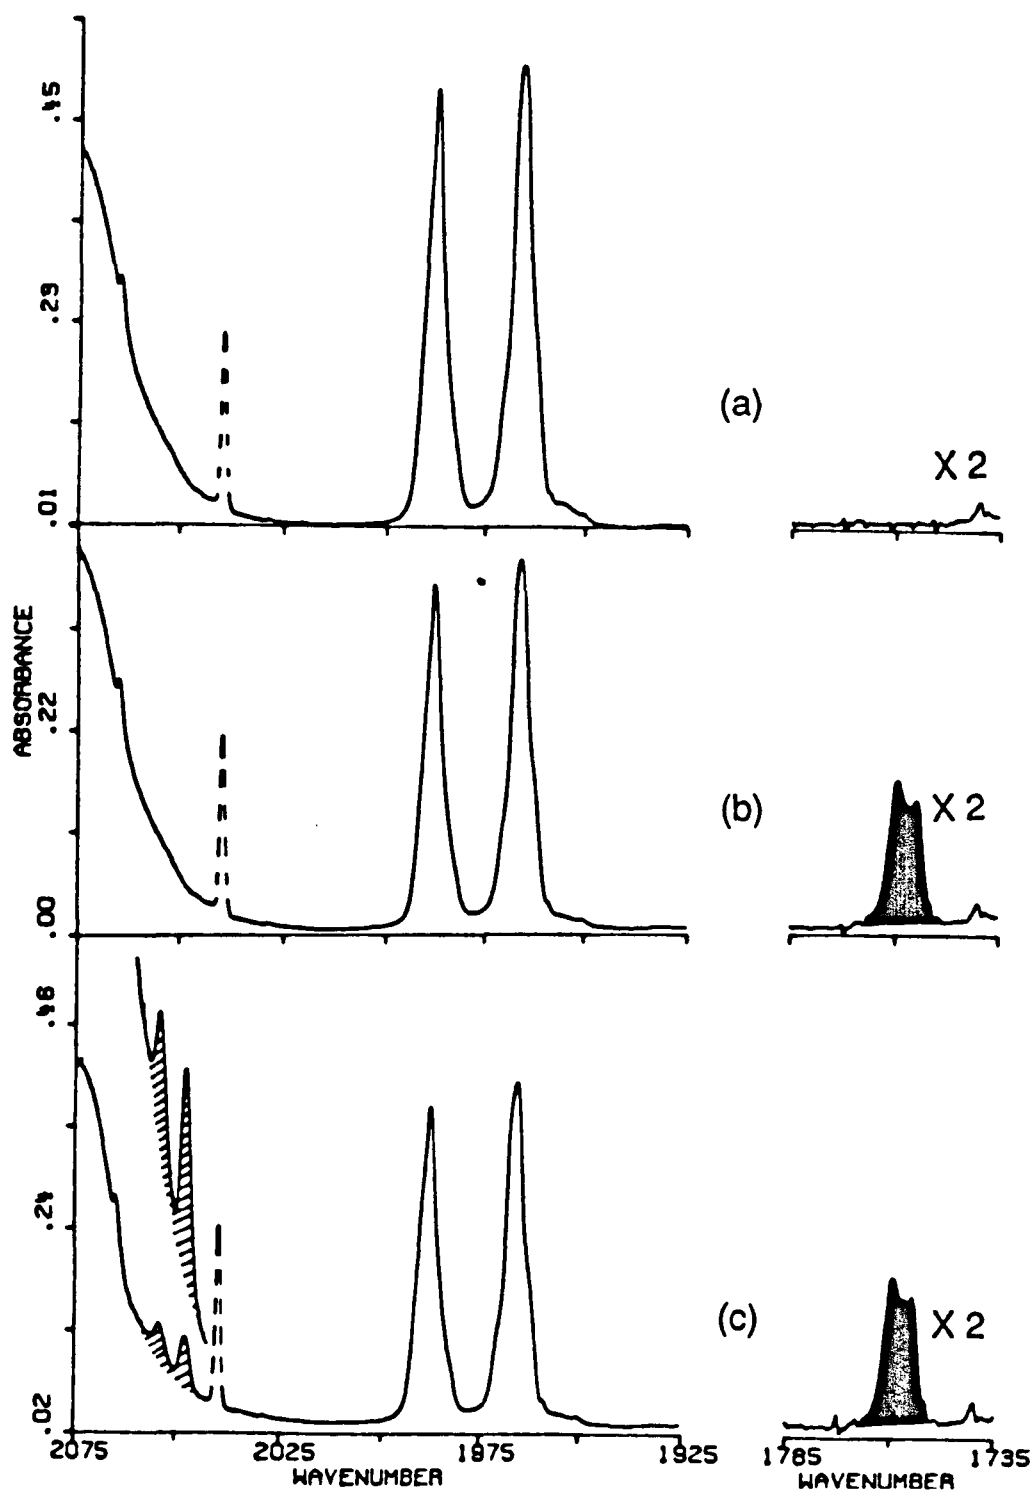 .45
.29
.01
(a)
X 2
ABSORBANCE
.22
.00
(b)
X 2
.46
.24
.02
(c)
X 2
2075
2025
1975
1925
1785
1735
WAVENUMBER
WAVENUMBER